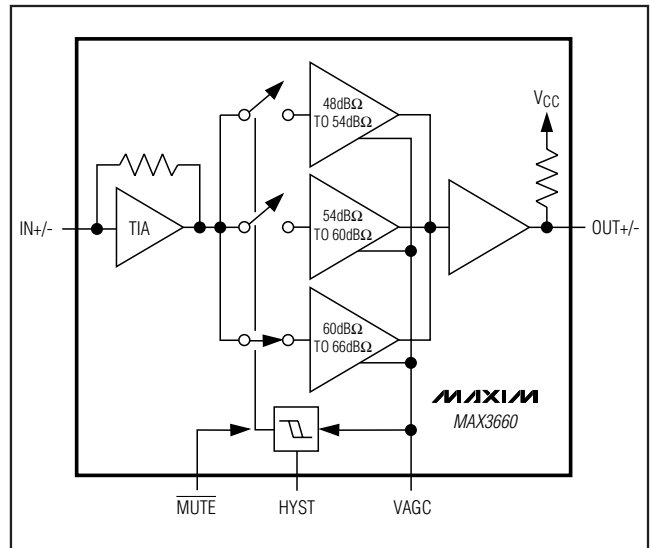 48dBΩ
TO 54dBΩ
VCC
IN+/-
TIA
54dBΩ
TO 60dBΩ
OUT+/-
60dBΩ
TO 66dBΩ
MAXIM
MAX3660
MUTE
HYST
VAGC